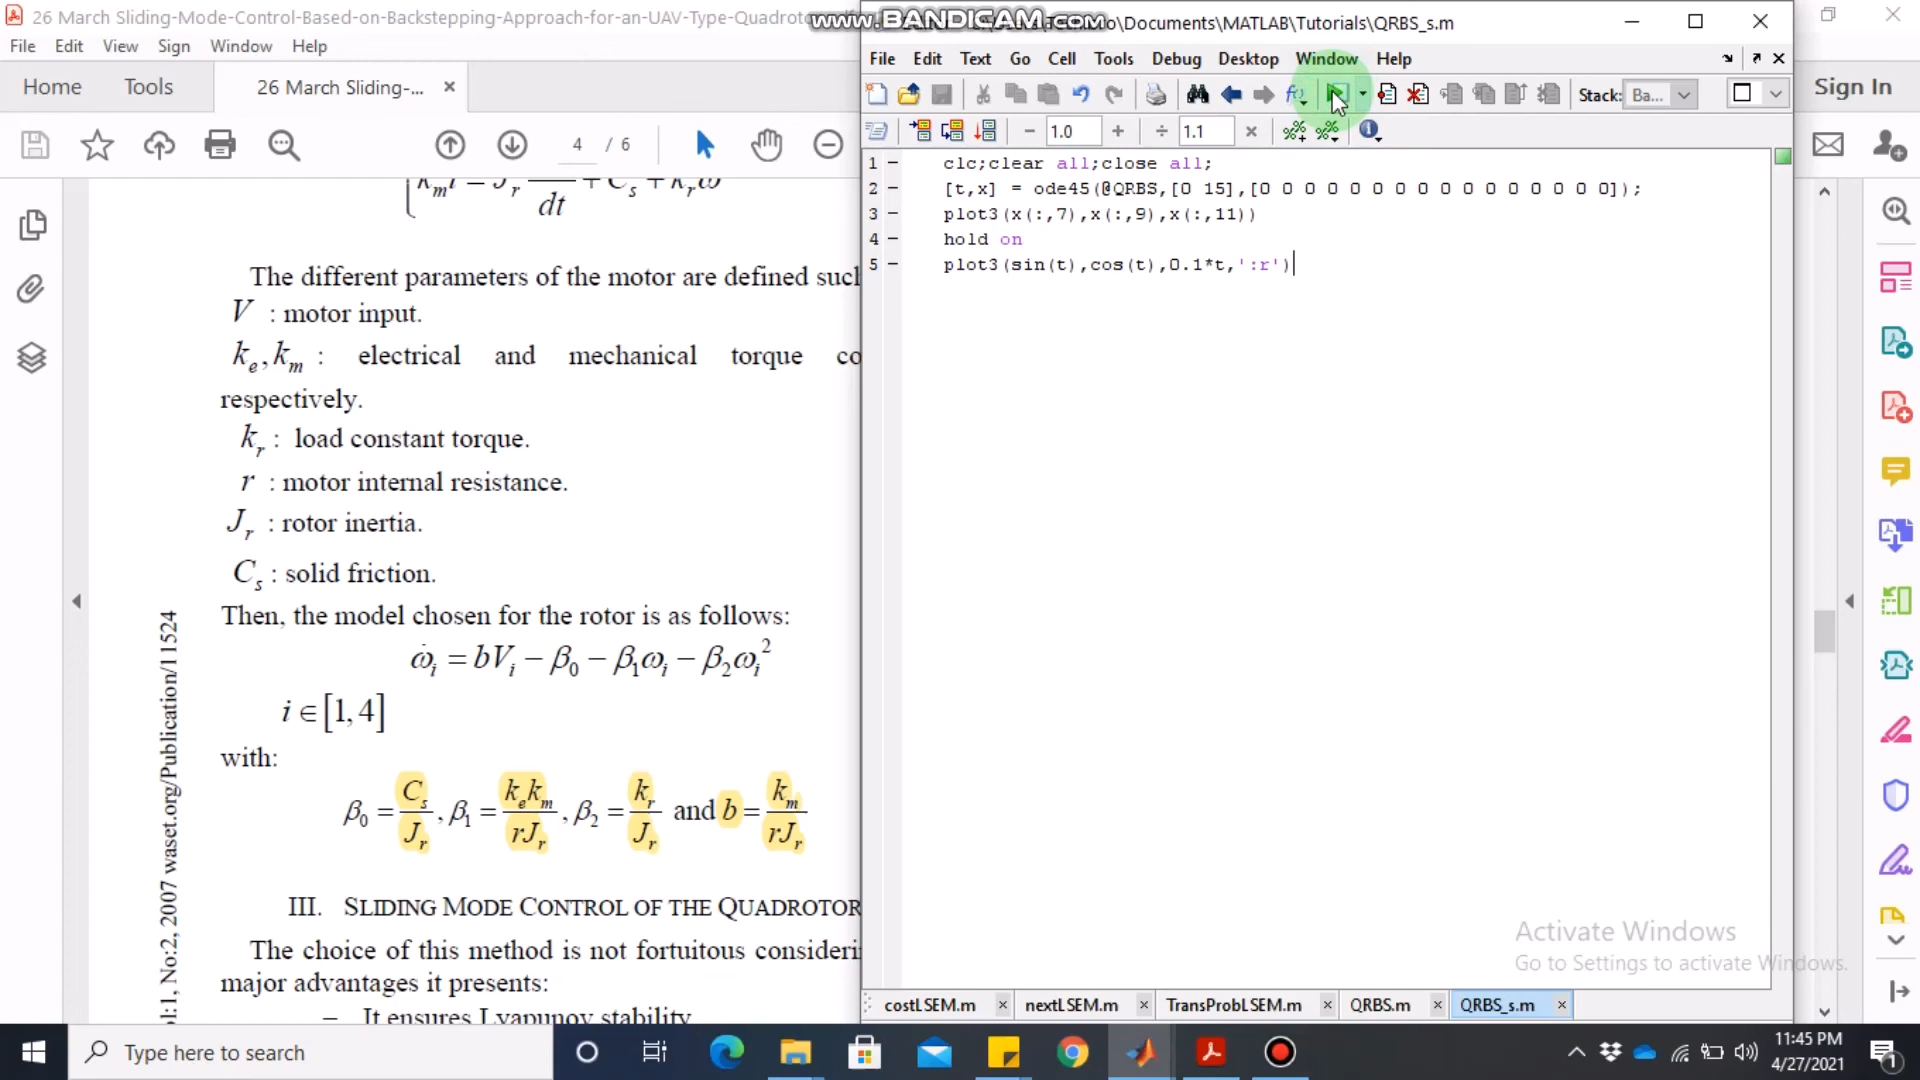 26 March Sliding-Mode-Control-Based-on-Backstepping-Approach-for-an-UAV-Type-Quadroto
File Edit View Sign Window Help
Home Tools 26 March Sliding-... ×
Sign In
4 / 6
k_m i = J_r — + C_s + k_r ω
dt
The different parameters of the motor are defined suc
V : motor input.
k_e, k_m : electrical and mechanical torque co
respectively.
k_r : load constant torque.
r : motor internal resistance.
J_r : rotor inertia.
C_s : solid friction.
Then, the model chosen for the rotor is as follows:
ω̇_i = bV_i − β_0 − β_1ω_i − β_2ω_i²
i ∈ [1, 4]
with:
β_0 = C_s/J_r, β_1 = k_e k_m/rJ_r, β_2 = k_r/J_r and b = k_m/rJ_r
III. SLIDING MODE CONTROL OF THE QUADROTOR
The choice of this method is not fortuitous consideri
major advantages it presents:
– It ensures Lyapunov stability
ol:1, No:2, 2007 waset.org/Publication/11524
www.BANDICAM.com
\Documents\MATLAB\Tutorials\QRBS_s.m
File Edit Text Go Cell Tools Debug Desktop Window Help
Stack: Ba...
1.0
1.1
1 clc;clear all;close all;
2 [t,x] = ode45(@QRBS,[0 15],[0 0 0 0 0 0 0 0 0 0 0 0 0 0 0 0]);
3 plot3(x(:,7),x(:,9),x(:,11))
4 hold on
5 plot3(sin(t),cos(t),0.1*t,':r')
Activate Windows
Go to Settings to activate Windows.
costLSEM.m × nextLSEM.m × TransProbLSEM.m × QRBS.m × QRBS_s.m ×
Type here to search
11:45 PM
4/27/2021
1